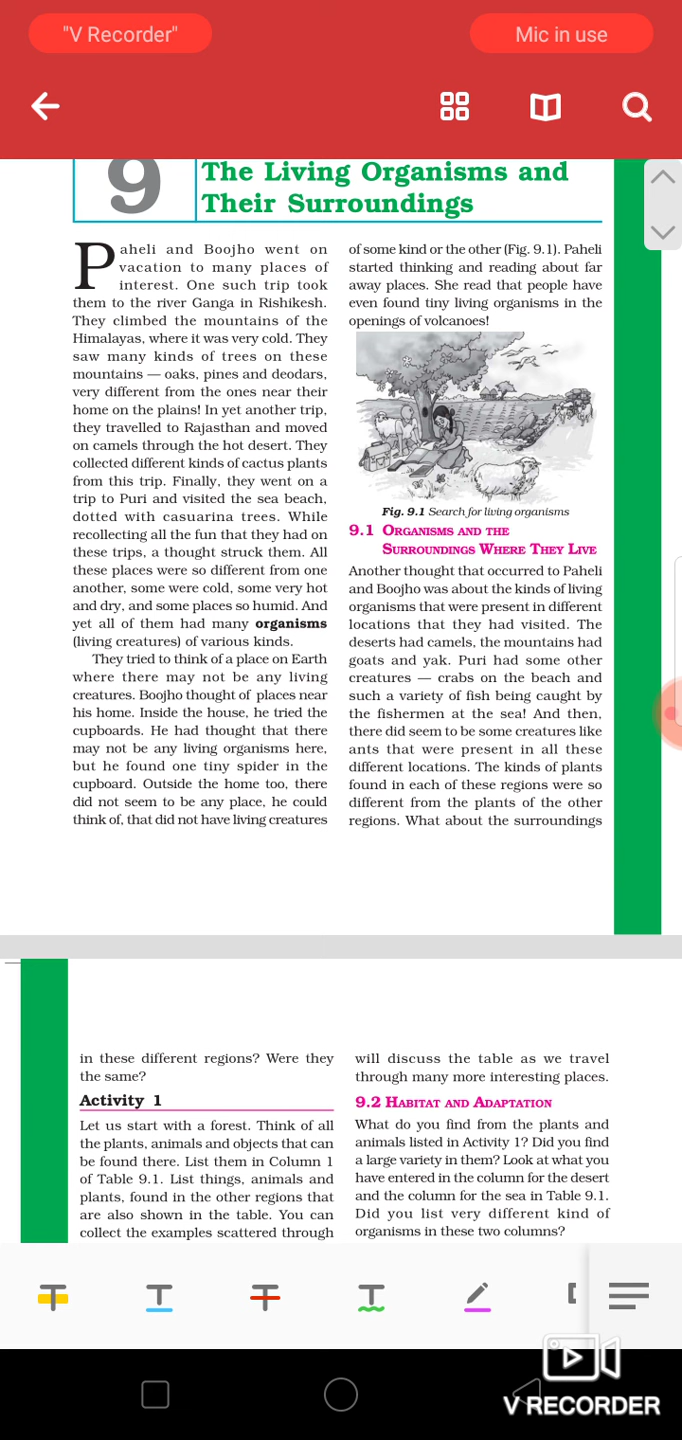 "V Recorder"
Mic in use
9
The Living Organisms and
Their Surroundings
Paheli and Boojho went on
vacation to many places of
interest. One such trip took
them to the river Ganga in Rishikesh.
They climbed the mountains of the
Himalayas, where it was very cold. They
saw many kinds of trees on these
mountains — oaks, pines and deodars,
very different from the ones near their
home on the plains! In yet another trip,
they travelled to Rajasthan and moved
on camels through the hot desert. They
collected different kinds of cactus plants
from this trip. Finally, they went on a
trip to Puri and visited the sea beach,
dotted with casuarina trees. While
recollecting all the fun that they had on
these trips, a thought struck them. All
these places were so different from one
another, some were cold, some very hot
and dry, and some places so humid. And
yet all of them had many organisms
(living creatures) of various kinds.
They tried to think of a place on Earth
where there may not be any living
creatures. Boojho thought of places near
his home. Inside the house, he tried the
cupboards. He had thought that there
may not be any living organisms here,
but he found one tiny spider in the
cupboard. Outside the home too, there
did not seem to be any place, he could
think of, that did not have living creatures
of some kind or the other (Fig. 9.1). Paheli
started thinking and reading about far
away places. She read that people have
even found tiny living organisms in the
openings of volcanoes!
Fig. 9.1 Search for living organisms
9.1 ORGANISMS AND THE
SURROUNDINGS WHERE THEY LIVE
Another thought that occurred to Paheli
and Boojho was about the kinds of living
organisms that were present in different
locations that they had visited. The
deserts had camels, the mountains had
goats and yak. Puri had some other
creatures — crabs on the beach and
such a variety of fish being caught by
the fishermen at the sea! And then,
there did seem to be some creatures like
ants that were present in all these
different locations. The kinds of plants
found in each of these regions were so
different from the plants of the other
regions. What about the surroundings
in these different regions? Were they
the same?
Activity 1
Let us start with a forest. Think of all
the plants, animals and objects that can
be found there. List them in Column 1
of Table 9.1. List things, animals and
plants, found in the other regions that
are also shown in the table. You can
collect the examples scattered through
will discuss the table as we travel
through many more interesting places.
9.2 HABITAT AND ADAPTATION
What do you find from the plants and
animals listed in Activity 1? Did you find
a large variety in them? Look at what you
have entered in the column for the desert
and the column for the sea in Table 9.1.
Did you list very different kind of
organisms in these two columns?
V RECORDER